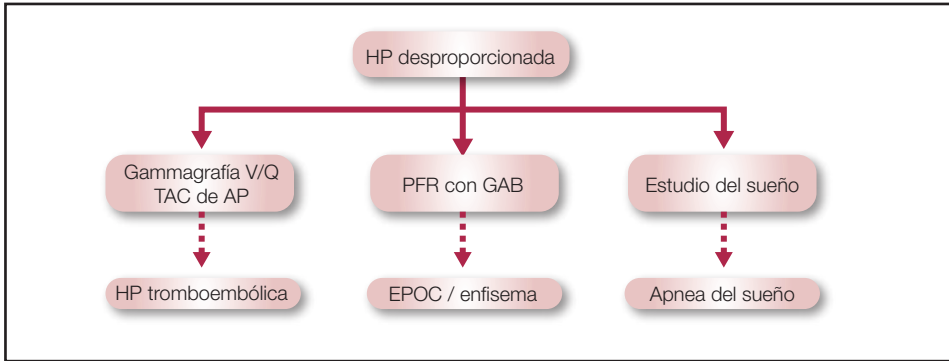 HP desproporcionada
Gammagrafía V/Q
TAC de AP
PFR con GAB
Estudio del sueño
HP tromboembólica
EPOC / enfisema
Apnea del sueño